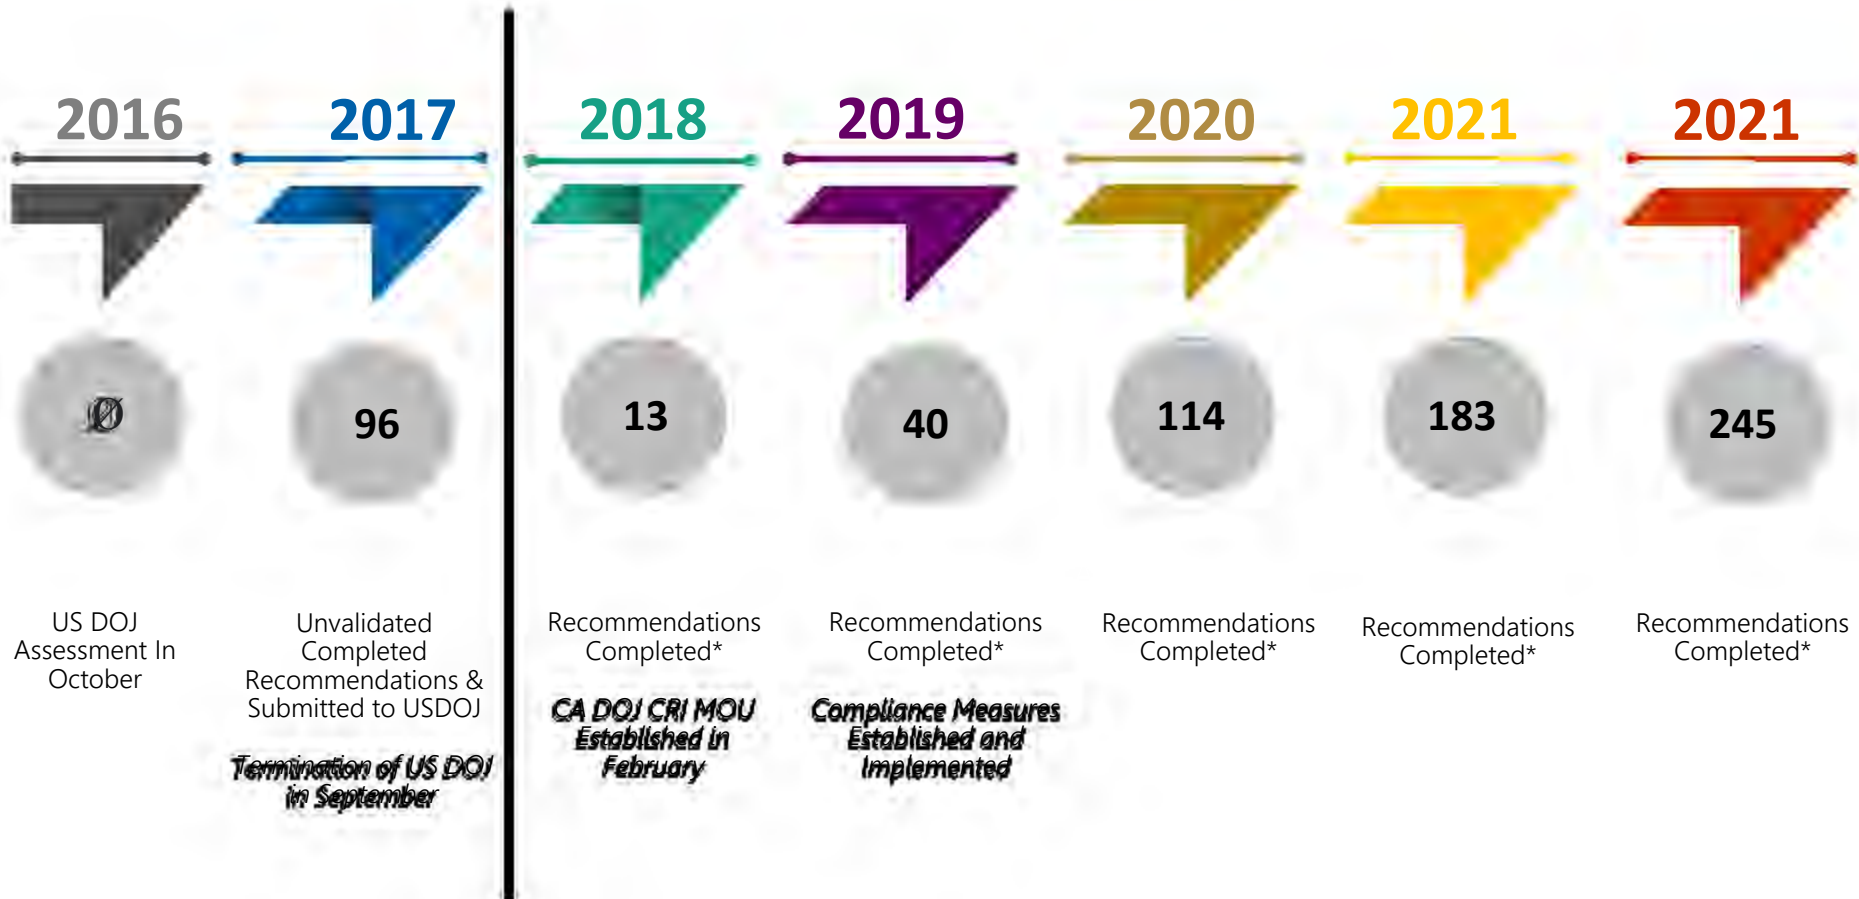 2016
2017
2018
2019
2020
2021
2021
Ø
96
13
40
114
183
245
US DOJ
Assessment In
October
Unvalidated
Completed
Recommendations &
Submitted to USDOJ
Termination of US DOJ
in September
Recommendations
Completed*
CA DOJ CRI MOU
Established in
February
Recommendations
Completed*
Compliance Measures
Established and
Implemented
Recommendations
Completed*
Recommendations
Completed*
Recommendations
Completed*